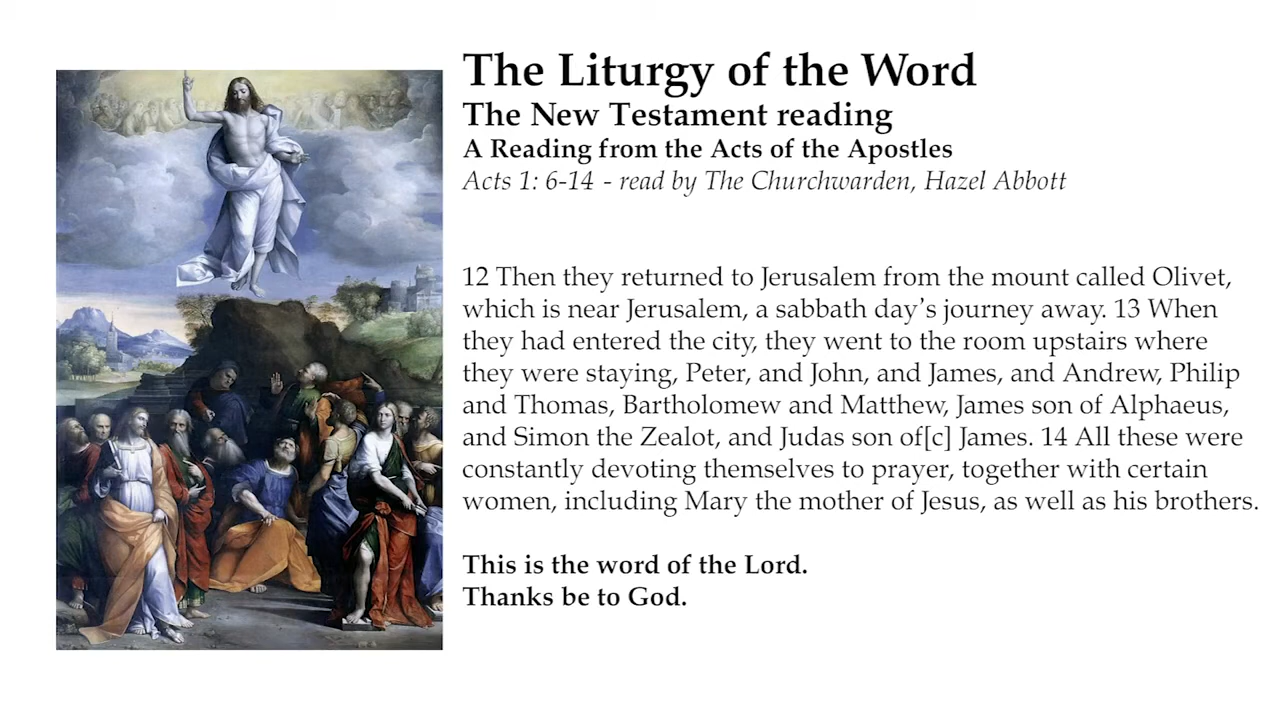 The Liturgy of the Word
The New Testament reading
A Reading from the Acts of the Apostles
Acts 1: 6-14 - read by The Churchwarden, Hazel Abbott
12 Then they returned to Jerusalem from the mount called Olivet,
which is near Jerusalem, a sabbath day's journey away. 13 When
they had entered the city, they went to the room upstairs where
they were staying, Peter, and John, and James, and Andrew, Philip
and Thomas, Bartholomew and Matthew, James son of Alphaeus,
and Simon the Zealot, and Judas son of[c] James. 14 All these were
constantly devoting themselves to prayer, together with certain
women, including Mary the mother of Jesus, as well as his brothers.
This is the word of the Lord.
Thanks be to God.